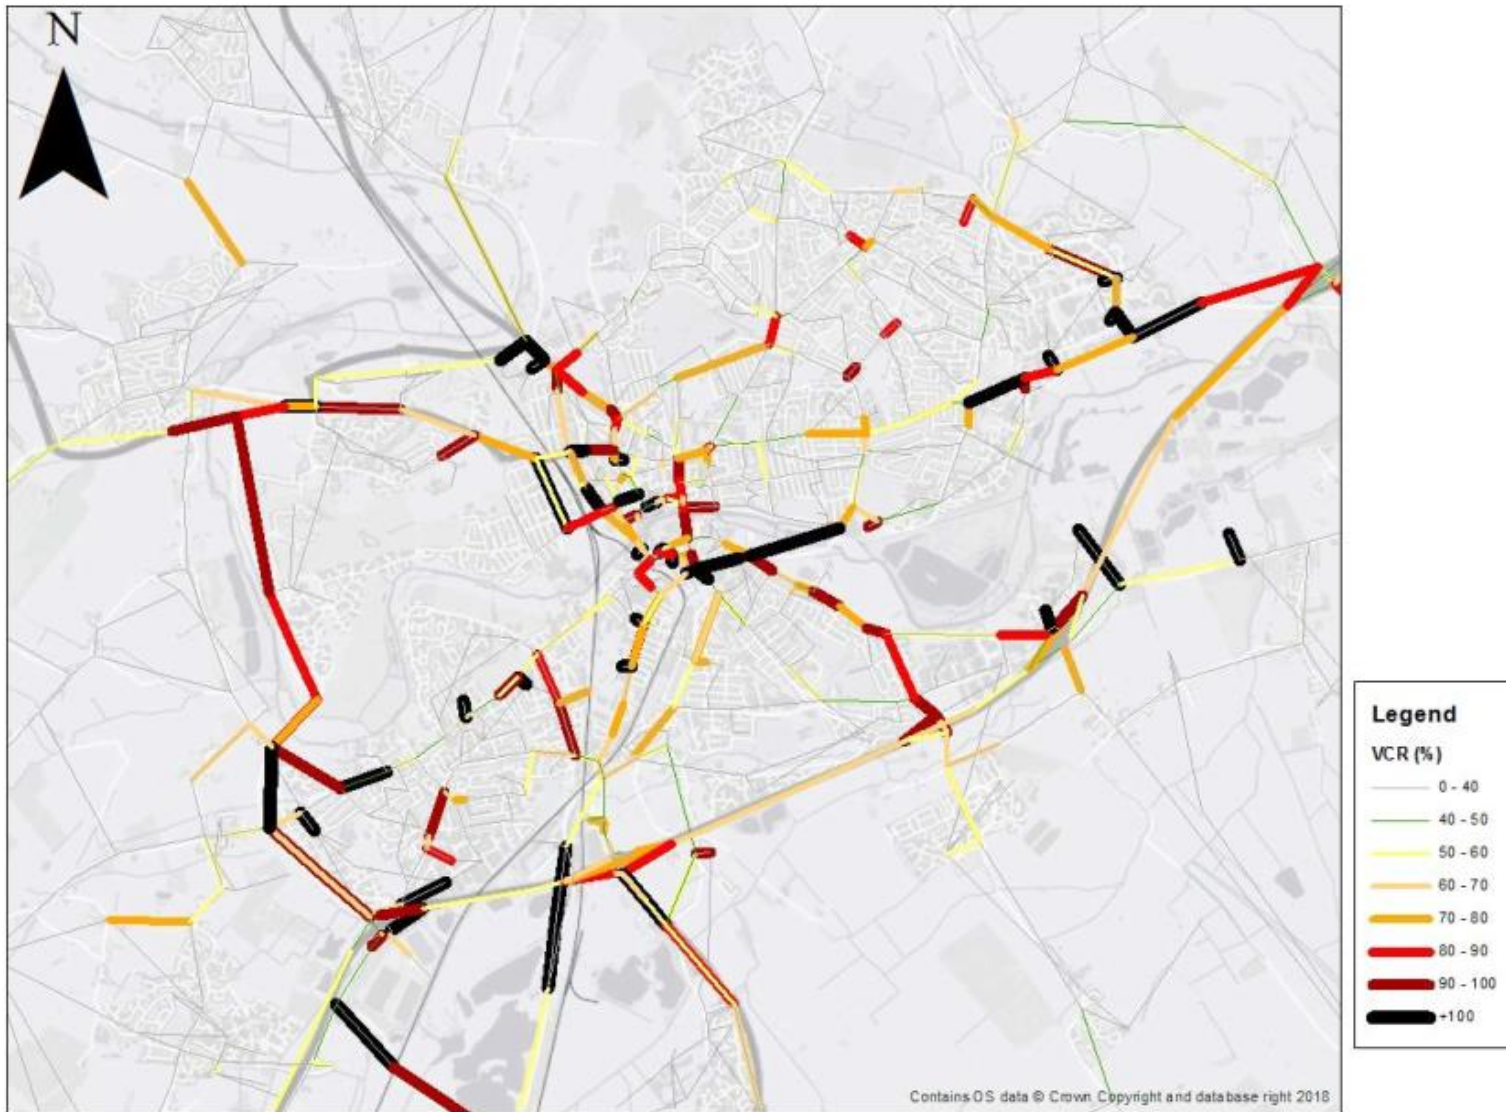 N
Legend
VCR (%)
0 - 40
40 - 50
50 - 60
60 - 70
70 - 80
80 - 90
90 - 100
+100
Contains OS data © Crown Copyright and database right 2018